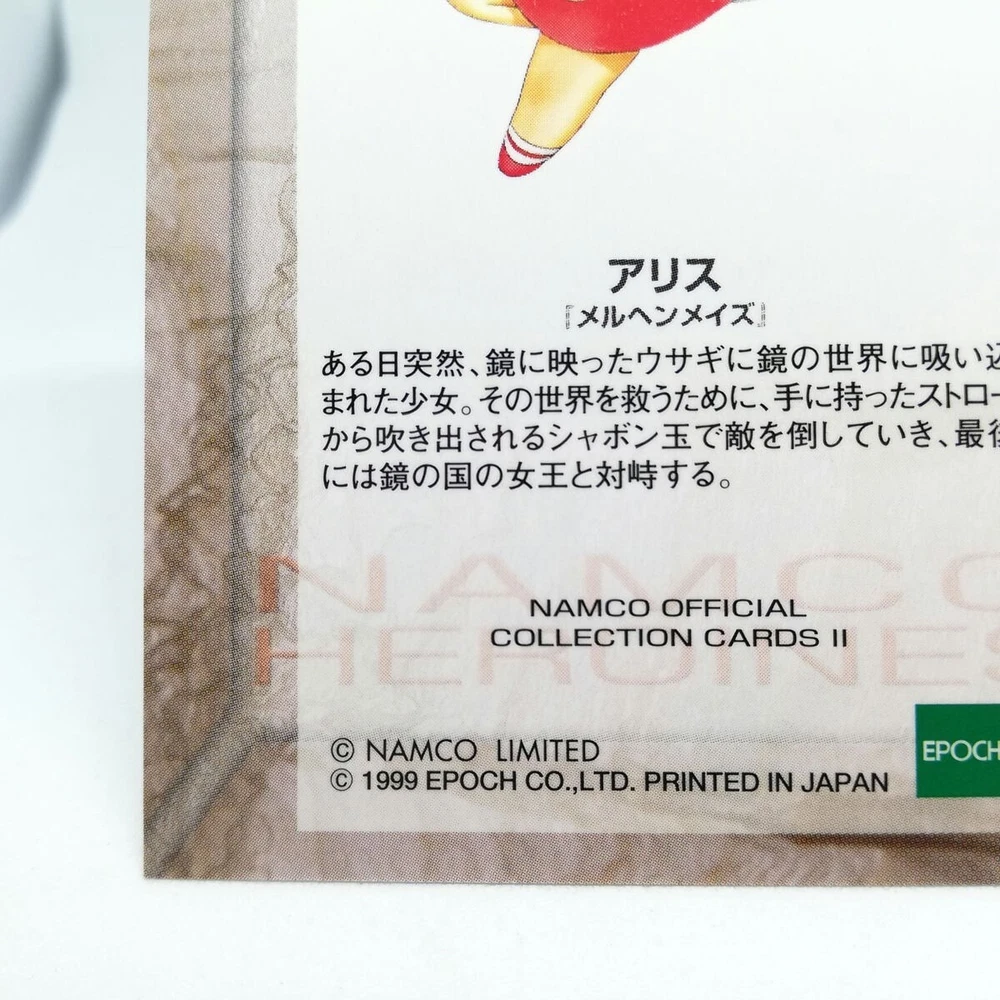 アリス
「メルヘンメイズ」
ある日突然、鏡に映ったウサギに鏡の世界に吸い込
まれた少女。その世界を救うために、手に持ったストロー
から吹き出されるシャボン玉で敵を倒していき、最後
には鏡の国の女王と対峙する。
NAMCO
NAMCO OFFICIAL
COLLECTION CARDS II
HEROINES
© NAMCO LIMITED
© 1999 EPOCH CO.,LTD. PRINTED IN JAPAN
EPOCH